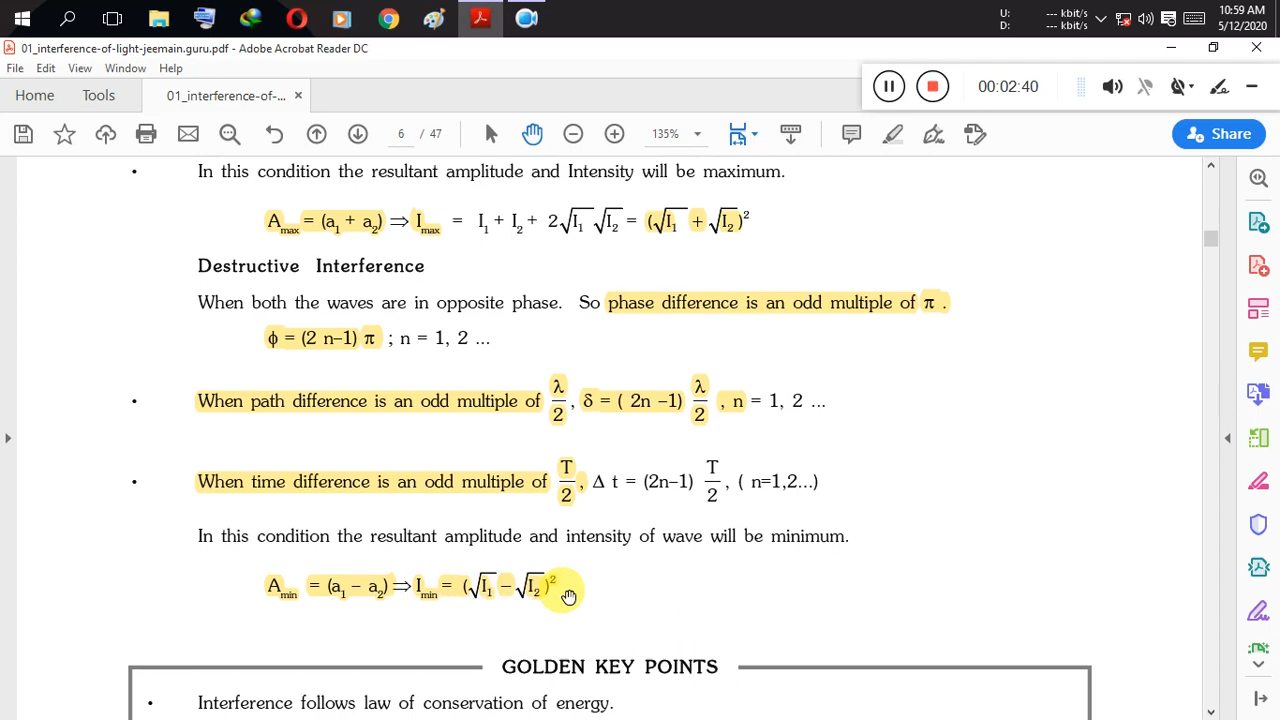 10:59 AM
5/12/2020
U: --- kbit/s
D: --- kbit/s
01_interference-of-light-jeemain.guru.pdf - Adobe Acrobat Reader DC
File Edit View Window Help
Home Tools 01_interference-of-... ×
00:02:40
6 / 47
135%
Share
• In this condition the resultant amplitude and Intensity will be maximum.
A_max = (a_1 + a_2) ⇒ I_max = I_1 + I_2 + 2√I_1 √I_2 = (√I_1 + √I_2)²
Destructive Interference
When both the waves are in opposite phase. So phase difference is an odd multiple of π .
ϕ = (2 n–1) π ; n = 1, 2 ...
• When path difference is an odd multiple of λ/2, δ = ( 2n –1) λ/2 , n = 1, 2 ...
• When time difference is an odd multiple of T/2, Δ t = (2n–1) T/2, ( n=1,2...)
In this condition the resultant amplitude and intensity of wave will be minimum.
A_min = (a_1 – a_2) ⇒ I_min = (√I_1 – √I_2)²
GOLDEN KEY POINTS
• Interference follows law of conservation of energy.